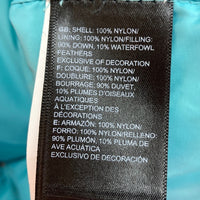 GB: SHELL: 100% NYLON/
LINING: 100% NYLON/FILLING:
90% DOWN, 10% WATERFOWL
FEATHERS
EXCLUSIVE OF DECORATION
F: COQUE: 100% NYLON/
DOUBLURE: 100% NYLON/
BOURRAGE: 90% DUVET,
10% PLUMES D'OISEAUX
AQUATIQUES
À L'EXCEPTION DES
DÉCORATIONS
E: ARMAZÓN: 100% NYLON/
FORRO: 100% NYLON/RELLENO:
90% PLUMÓN, 10% PLUMA DE
AVE ACUÁTICA
EXCLUSIVO DE DECORACIÓN